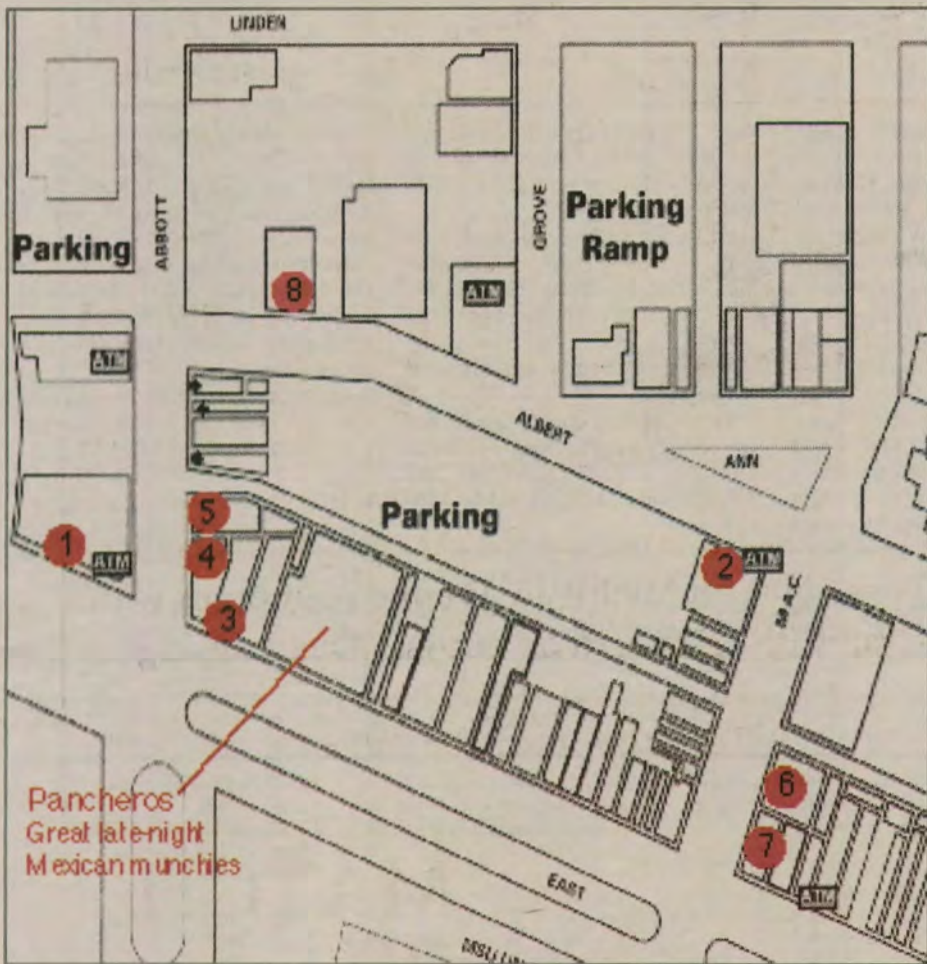 LINDEN
ABBOTT
GROVE
Parking
Parking
Ramp
8
ATM
ATM
ALBERT
ANN
Parking
5
1
4
ATM
2
ATM
M.A.C.
3
6
Pancheros
Great late-night
Mexican munchies
7
ATM
EAST
MSU